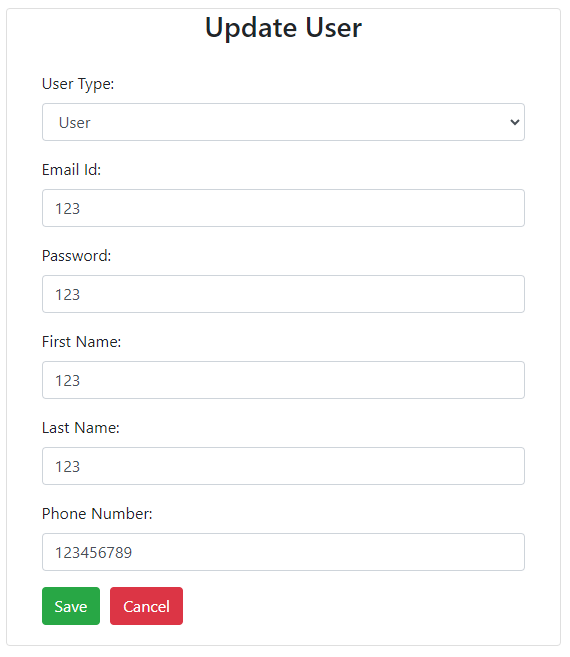 Update User
User Type:
User
Email Id:
123
Password:
123
First Name:
123
Last Name:
123
Phone Number:
123456789
Save Cancel